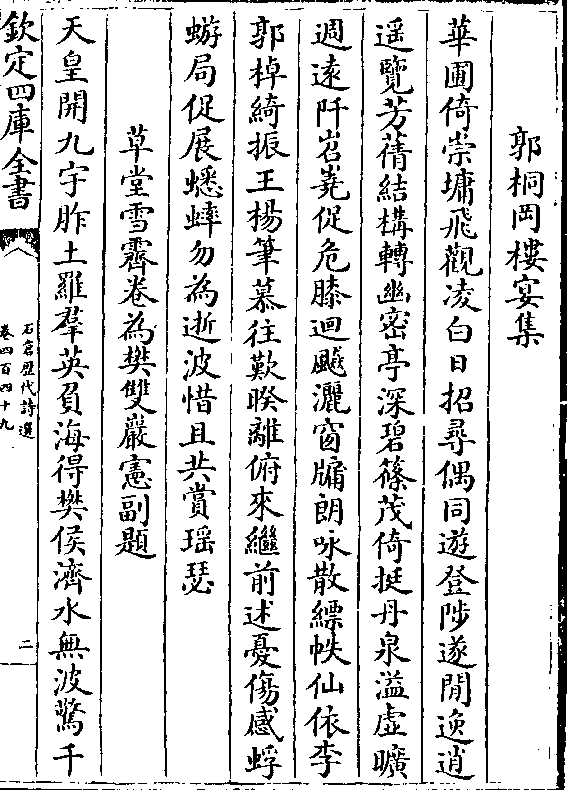 郭桐岡樓宴集
華圃倚崇墉飛觀凌白日招尋偶同遊登陟遂閒逸逍
遥覽芳蒨結構轉幽密亭深碧篠茂倚挺丹泉溢虛曠
週遠阡岧嶤促危膝迴飈灑窗牖朗咏散縹帙仙依李
郭棹綺振王楊筆慕往歎暌離俯來繼前述憂傷感蜉
蝣局促展蟋蟀勿為逝波惜且共賞瑶瑟
草堂雪霽卷為樊雙巖憲副題
天皇開九宇胙土羅羣英負海得樊侯濟水無波驚千
欽定四庫全書
石倉歷代詩選
卷四百四十九
二